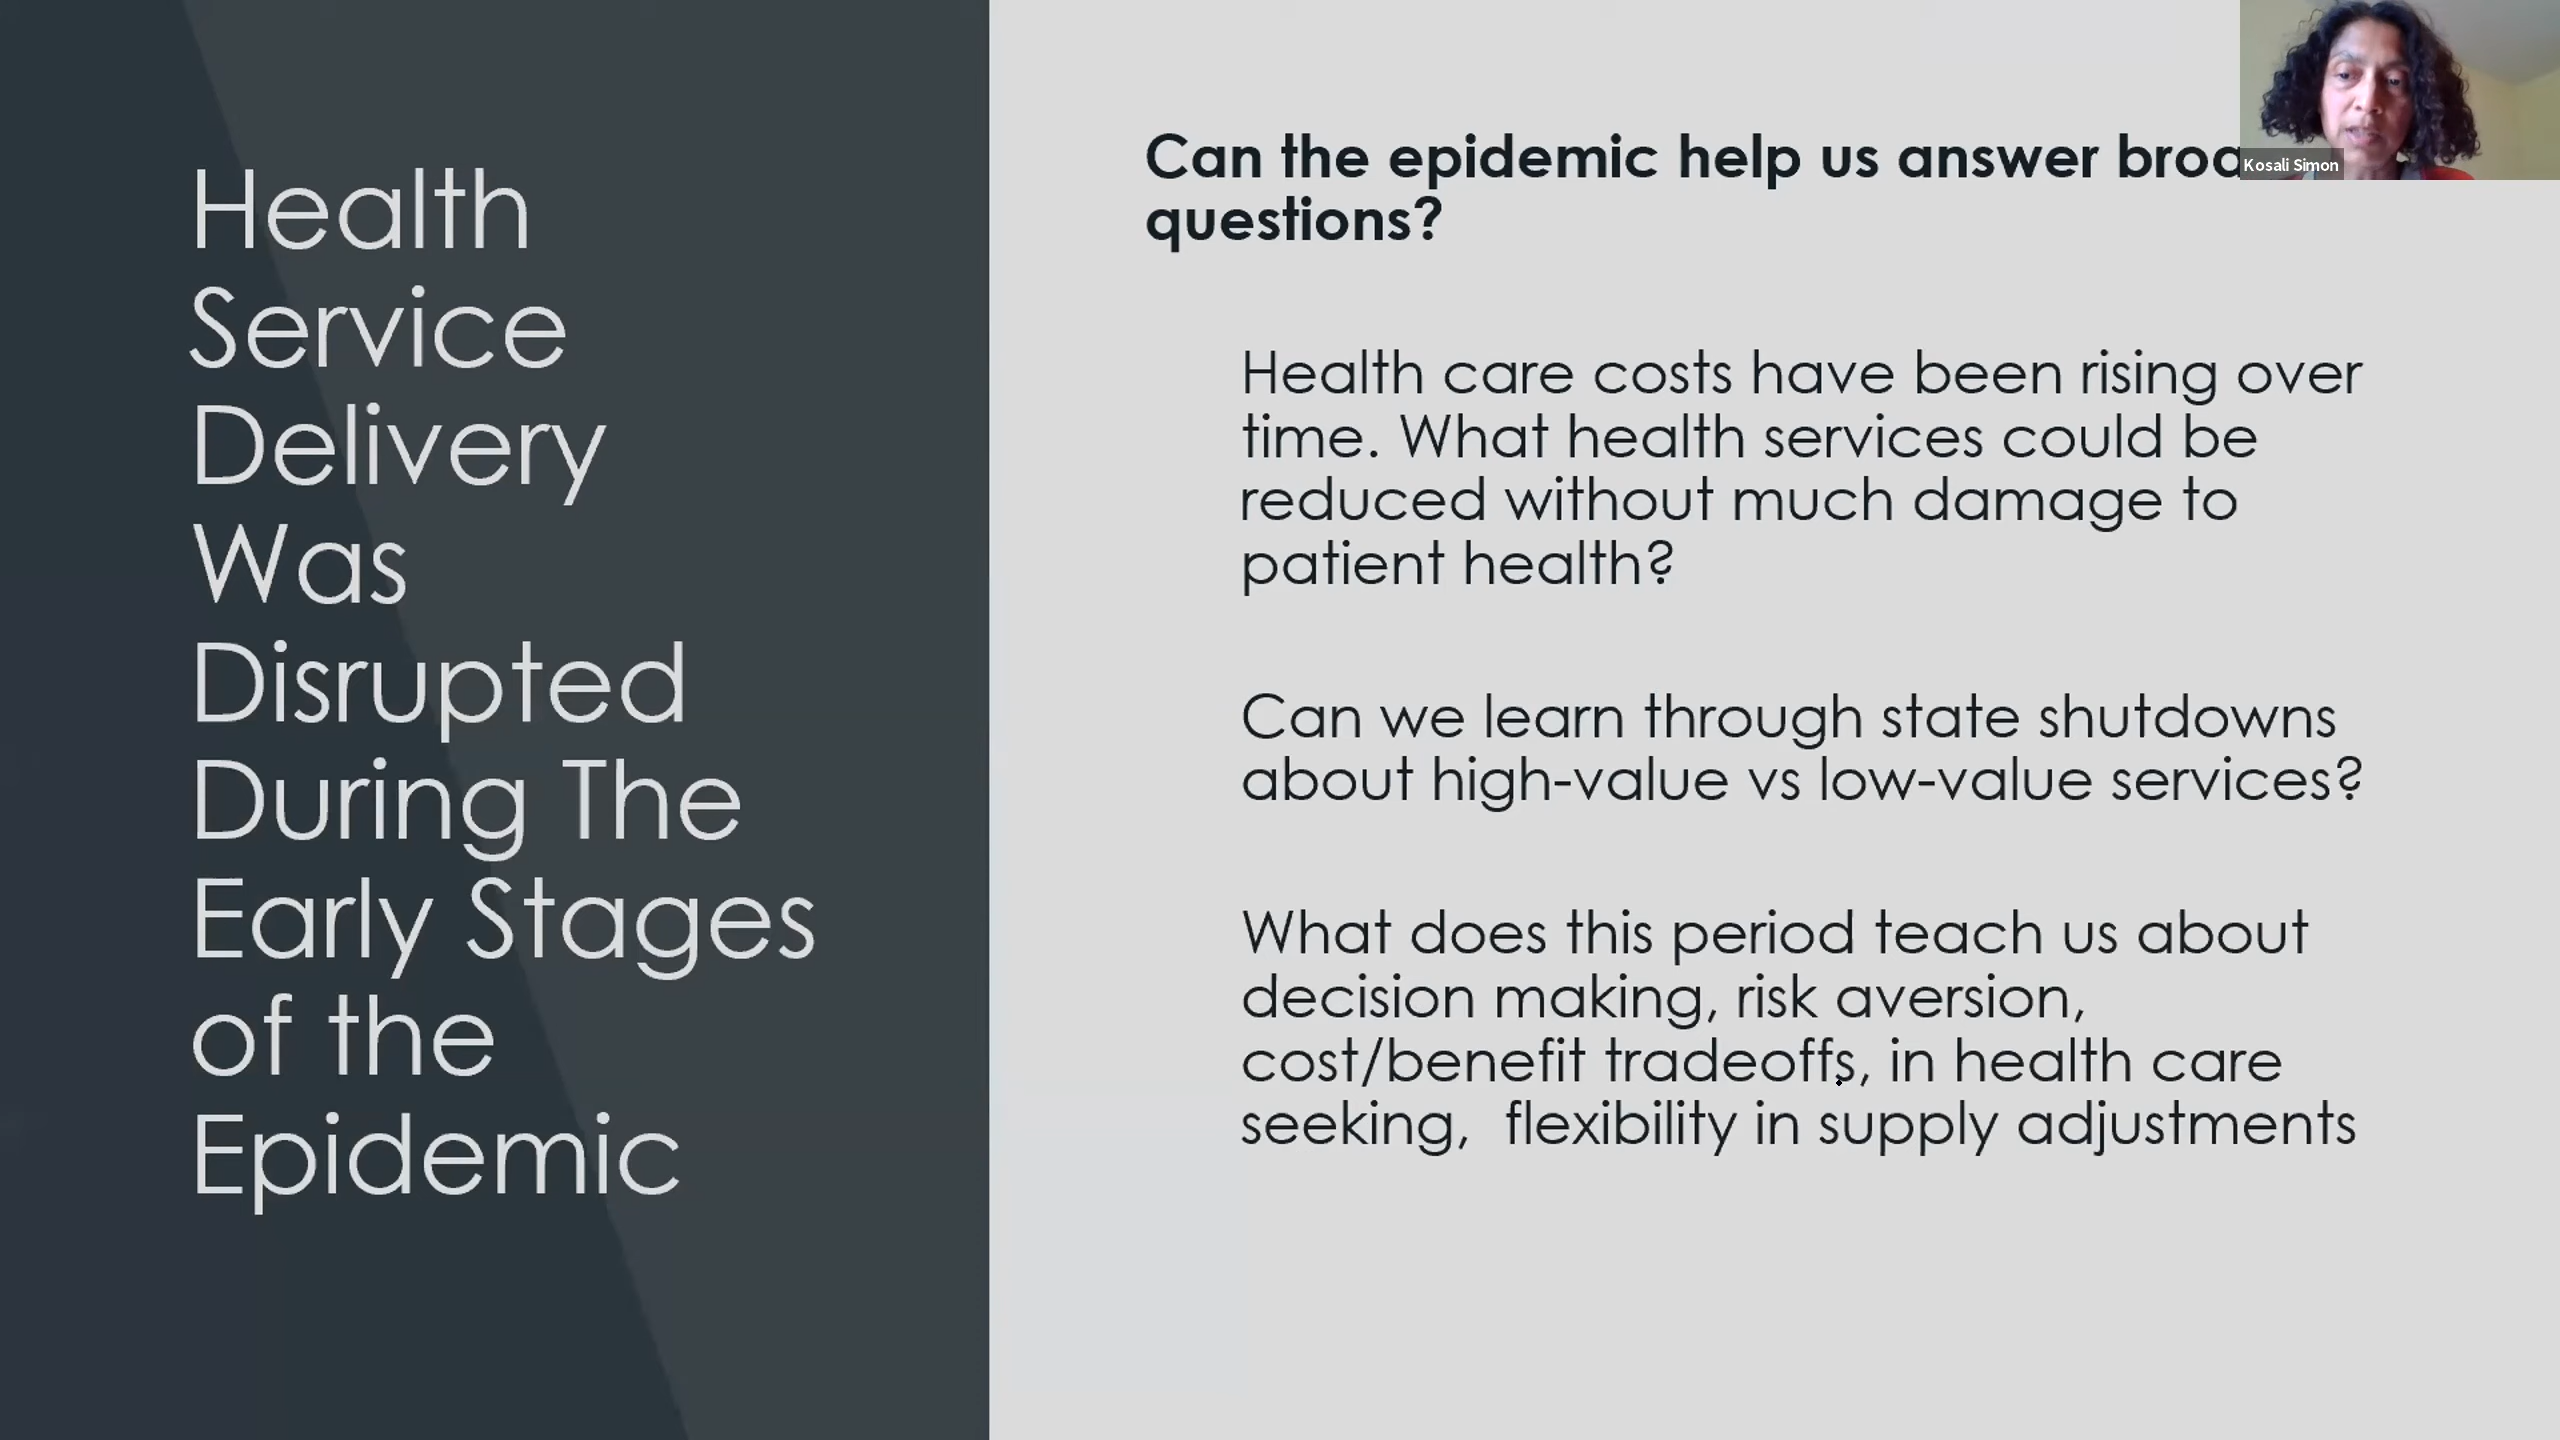 Health
Service
Delivery
Was
Disrupted
During The
Early Stages
of the
Epidemic
Can the epidemic help us answer
questions?
Health care costs have been rising over
time. What health services could be
reduced without much damage to
patient health?
Can we learn through state shutdowns
about high-value vs low-value services?
What does this period teach us about
decision making, risk aversion,
cost/benefit tradeoffs, in health care
seeking,  flexibility in supply adjustments
Kosali Simon